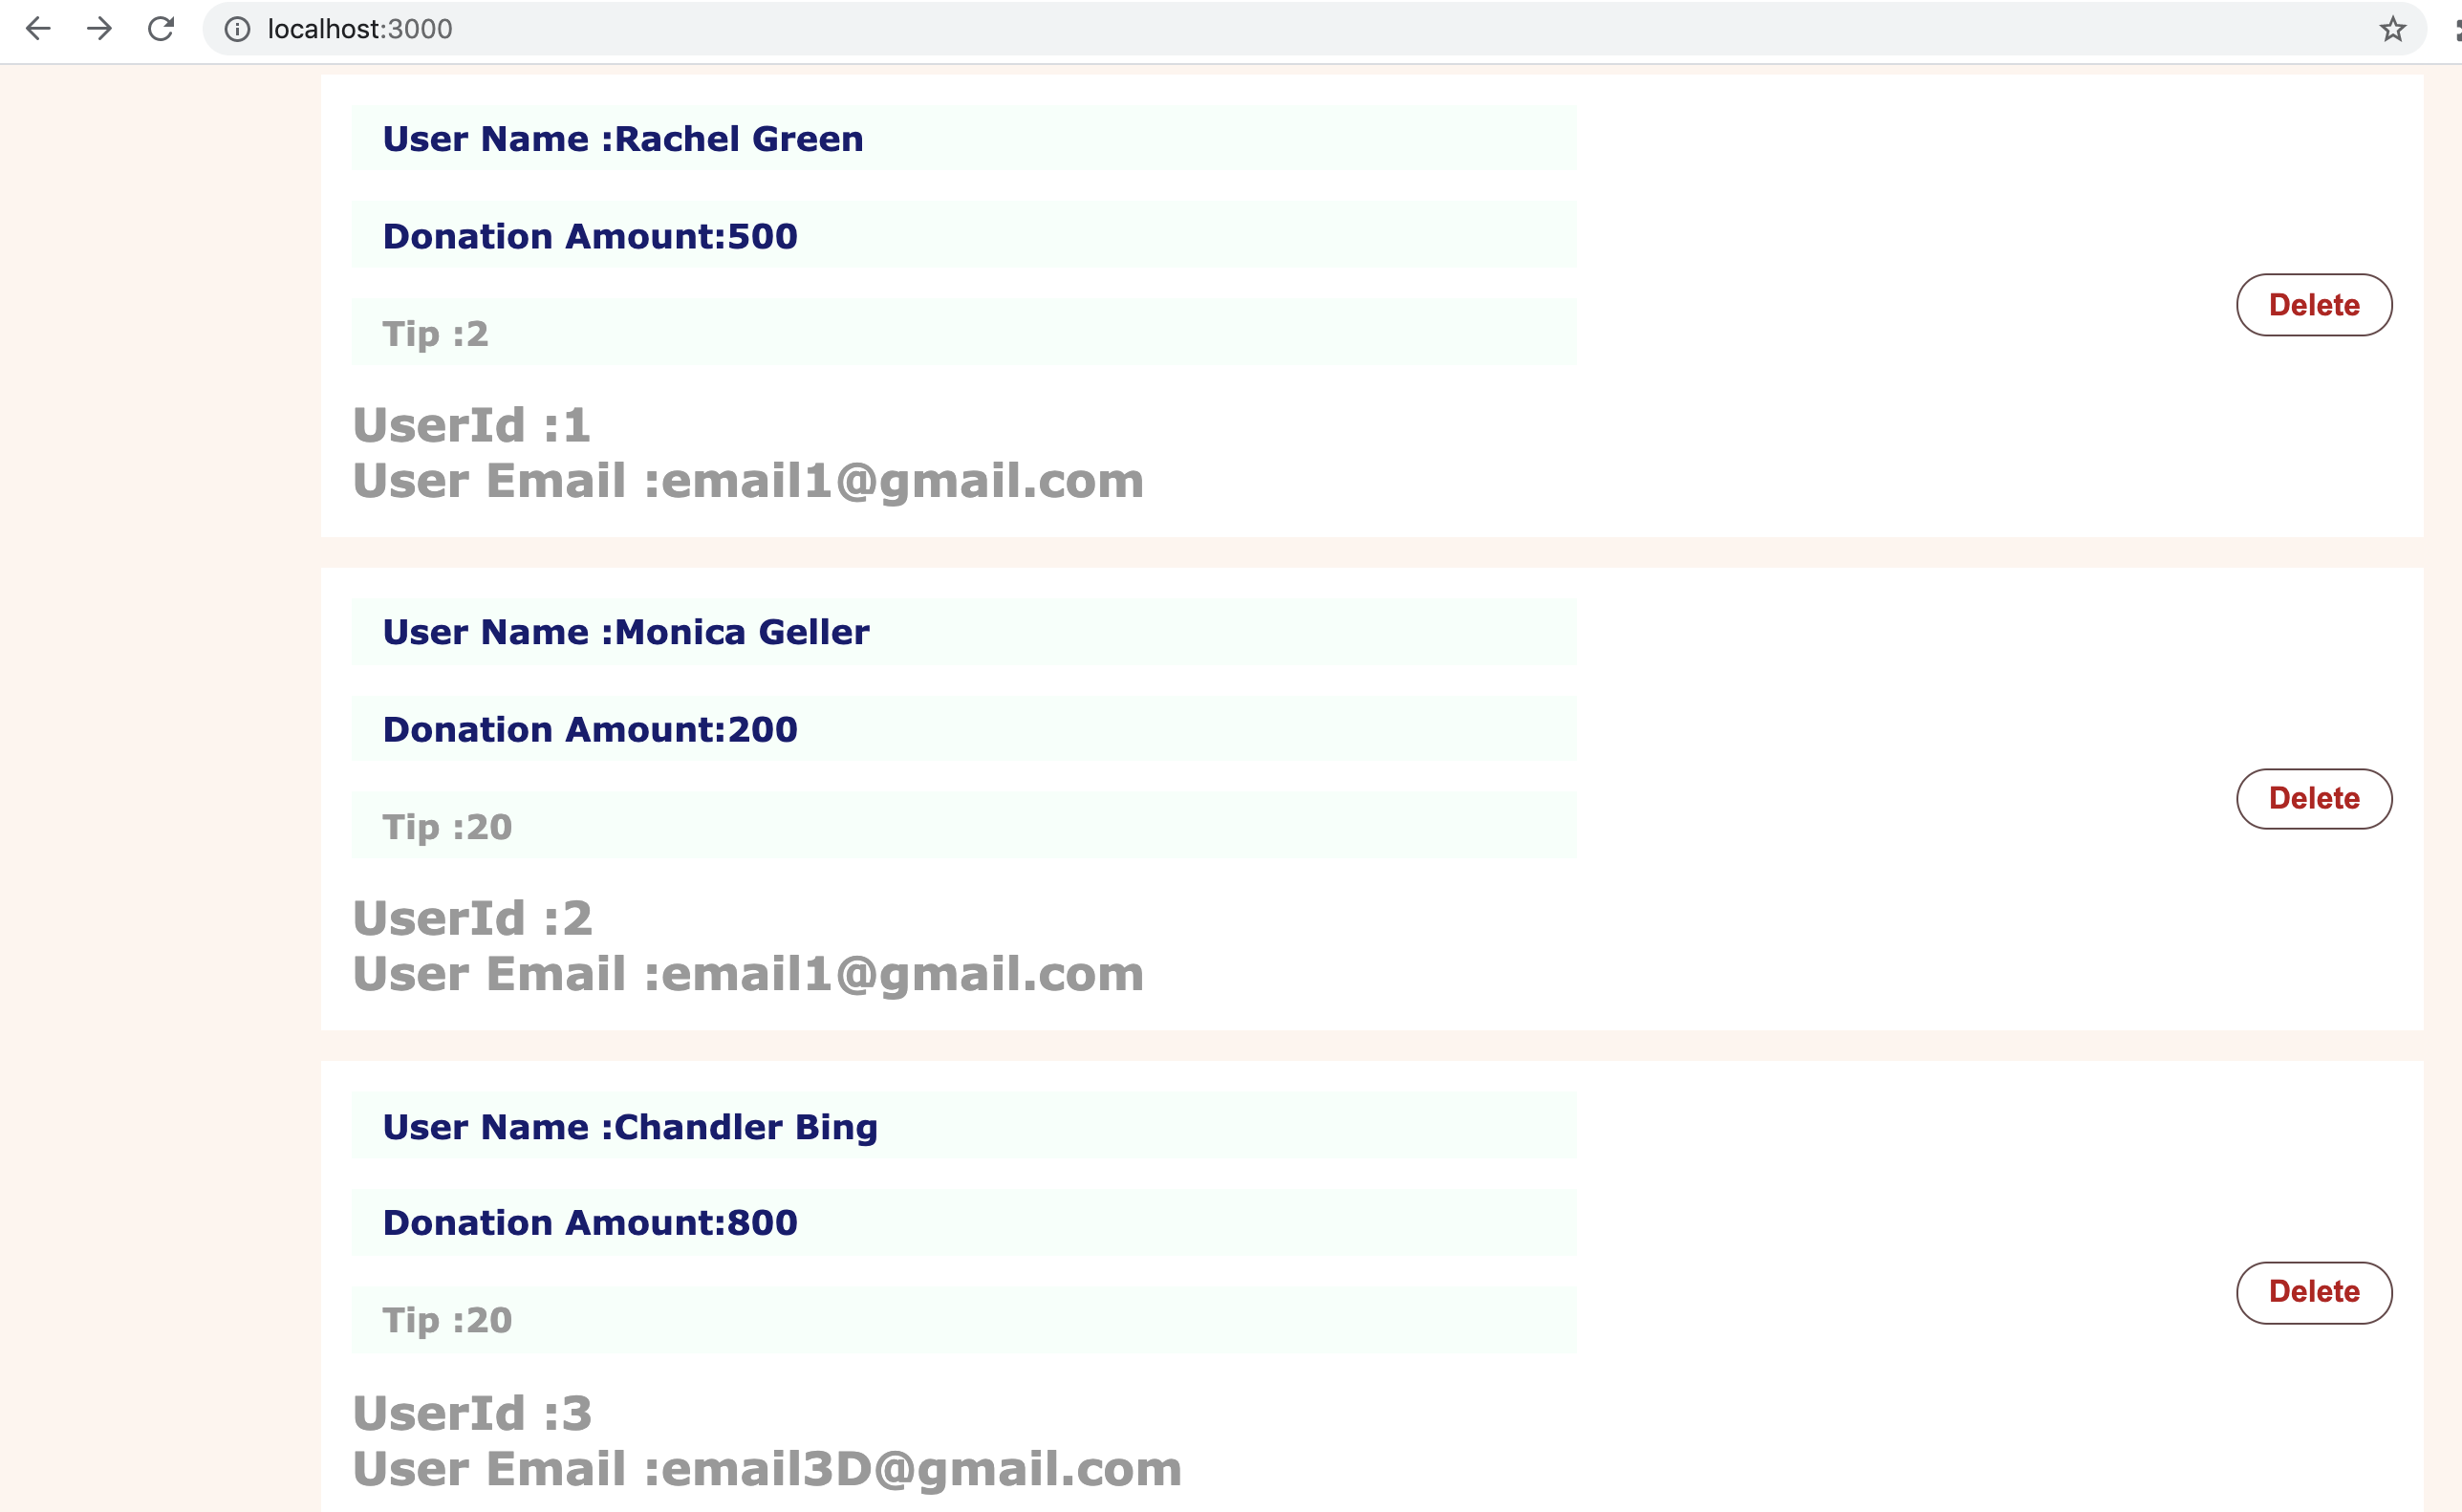 localhost:3000
User Name :Rachel Green
Donation Amount:500
Tip :2
Delete
UserId :1
User Email :email1@gmail.com
User Name :Monica Geller
Donation Amount:200
Tip :20
Delete
UserId :2
User Email :email1@gmail.com
User Name :Chandler Bing
Donation Amount:800
Tip :20
Delete
UserId :3
User Email :email3D@gmail.com